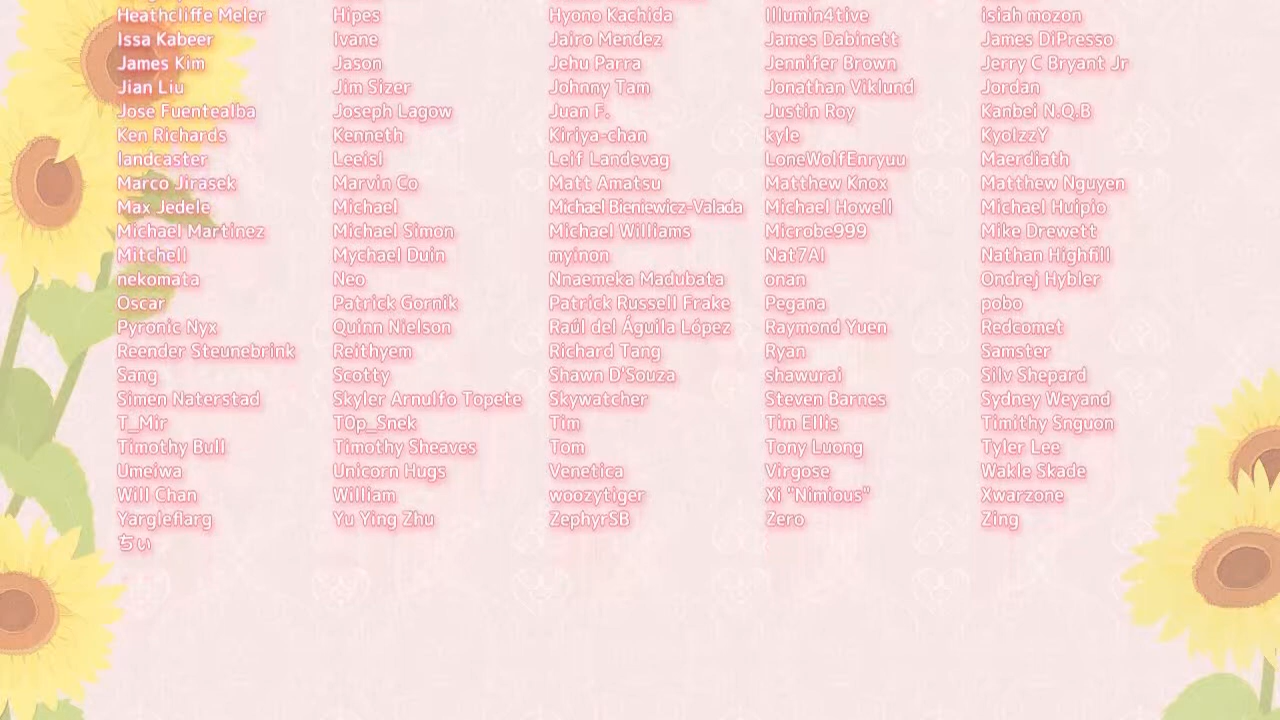 Heathcliffe Meler Hipes Hyono Kachida Illumin4tive isiah mozon
Issa Kabeer Ivane Jairo Mendez James Dabinett James DiPresso
James Kim Jason Jehu Parra Jennifer Brown Jerry C Bryant Jr
Jian Liu Jim Sizer Johnny Tam Jonathan Viklund Jordan
Jose Fuentealba Joseph Lagow Juan F. Justin Roy Kanbei N.Q.B
Ken Richards Kenneth Kiriya-chan kyle KyoIzzY
landcaster Leeisl Leif Landevag LoneWolfEnryuu Maerdiath
Marco Jirasek Marvin Co Matt Amatsu Matthew Knox Matthew Nguyen
Max Jedele Michael Michael Bieniewicz-Valada Michael Howell Michael Huipio
Michael Martinez Michael Simon Michael Williams Microbe999 Mike Drewett
Mitchell Mychael Duin myinon Nat7AI Nathan Highfill
nekomata Neo Nnaemeka Madubata onan Ondrej Hybler
Oscar Patrick Gornik Patrick Russell Frake Pegana pobo
Pyronic Nyx Quinn Nielson Raúl del Águila López Raymond Yuen Redcomet
Reender Steunebrink Reithyem Richard Tang Ryan Samster
Sang Scotty Shawn D'Souza shawurai Silv Shepard
Simen Naterstad Skyler Arnulfo Topete Skywatcher Steven Barnes Sydney Weyand
T_Mir T0p_Snek Tim Tim Ellis Timithy Snguon
Timothy Bull Timothy Sheaves Tom Tony Luong Tyler Lee
Umeiwa Unicorn Hugs Venetica Virgose Wakle Skade
Will Chan William woozytiger Xi "Nimious" Xwarzone
Yargleflarg Yu Ying Zhu ZephyrSB Zero Zing
ちぃ